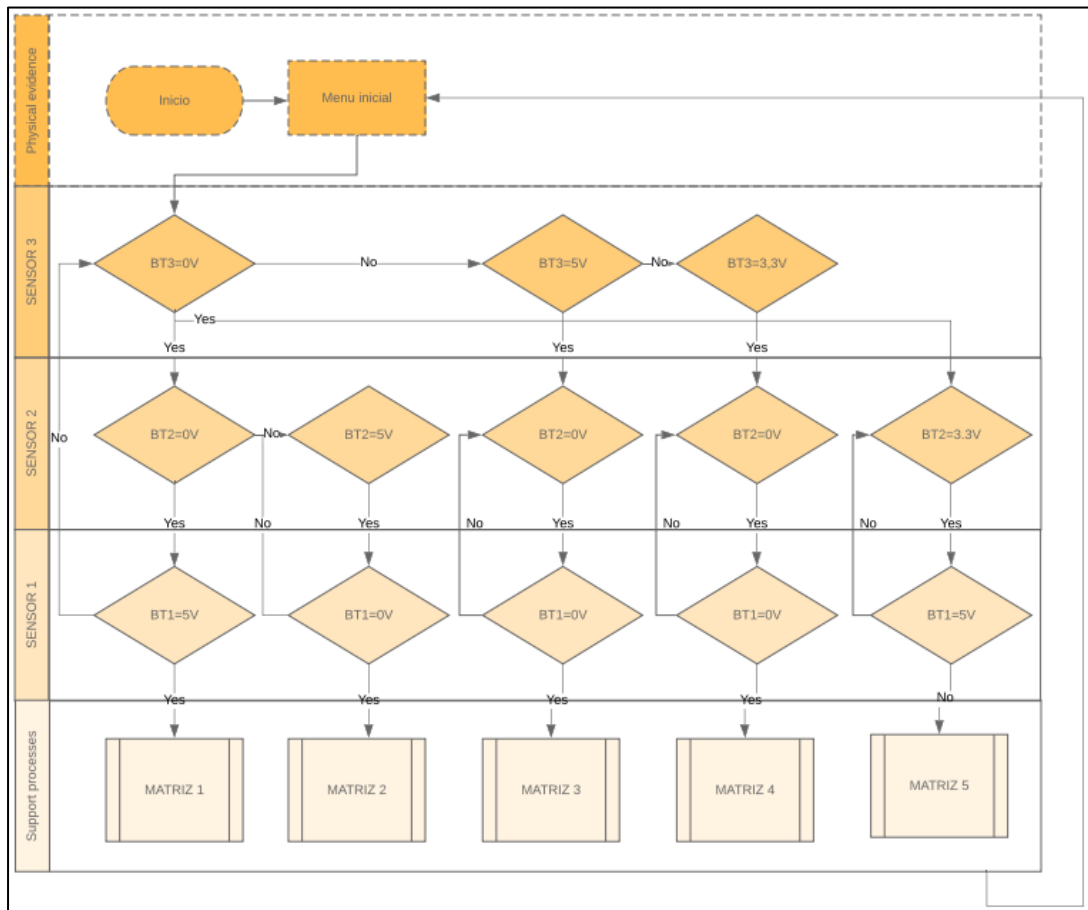 Physical evidence
Inicio
Menu inicial
SENSOR 3
BT3=0V
No
BT3=5V
No
BT3=3,3V
Yes
Yes
Yes
Yes
SENSOR 2
No
BT2=0V
No
BT2=5V
BT2=0V
BT2=0V
BT2=3.3V
Yes
No
Yes
No
Yes
No
Yes
No
Yes
SENSOR 1
BT1=5V
BT1=0V
BT1=0V
BT1=0V
BT1=5V
Yes
Yes
Yes
Yes
No
Support processes
MATRIZ 1
MATRIZ 2
MATRIZ 3
MATRIZ 4
MATRIZ 5